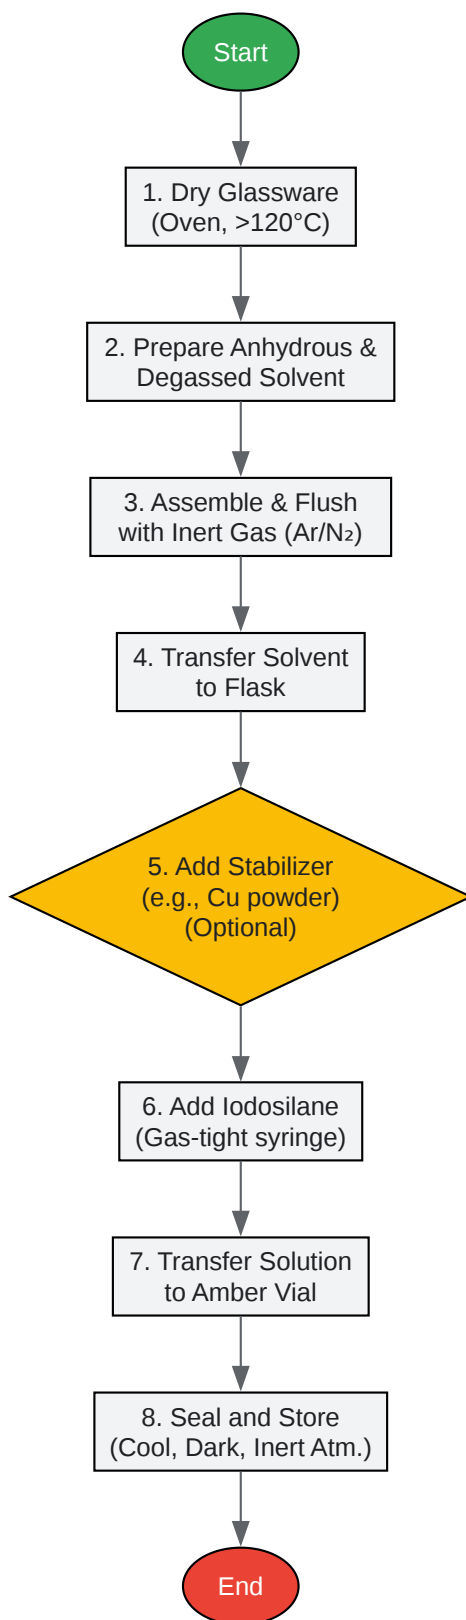 Start
1. Dry Glassware
(Oven, >120°C)
2. Prepare Anhydrous &
Degassed Solvent
3. Assemble & Flush
with Inert Gas (Ar/N₂)
4. Transfer Solvent
to Flask
5. Add Stabilizer
(e.g., Cu powder)
(Optional)
6. Add Iodosilane
(Gas-tight syringe)
7. Transfer Solution
to Amber Vial
8. Seal and Store
(Cool, Dark, Inert Atm.)
End